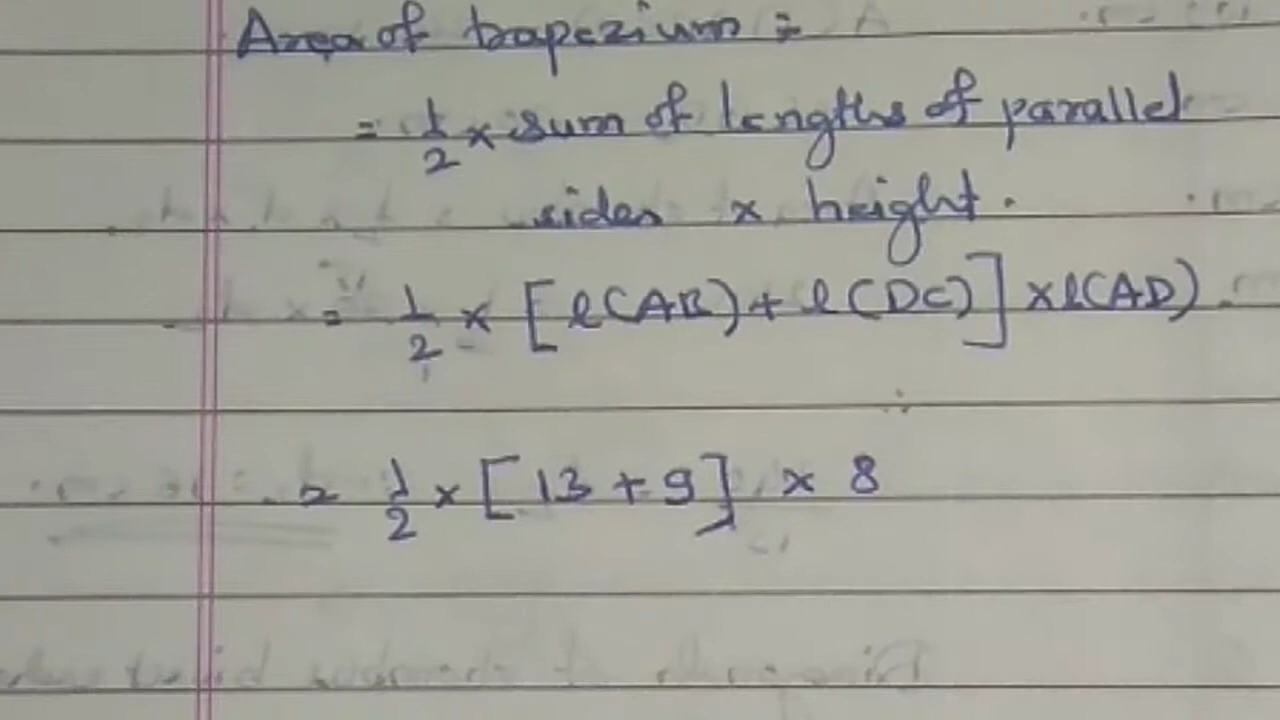 Area of trapezium =
= 1/2 x sum of lengths of parallel
sides x height.
= 1/2 x [l(AB) + l(DC)] x l(AD)
= 1/2 x [13 + 9] x 8